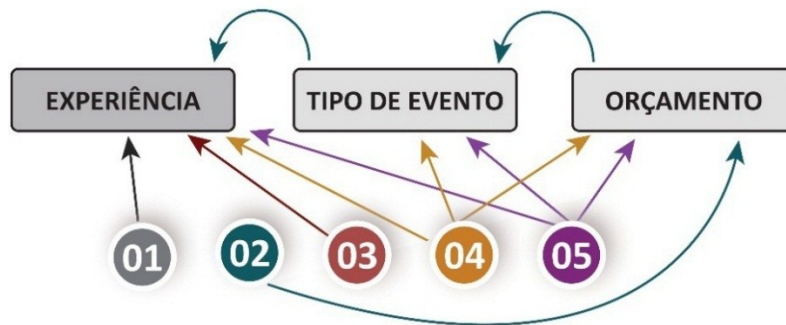 EXPERIÊNCIA
TIPO DE EVENTO
ORÇAMENTO
01
02
03
04
05